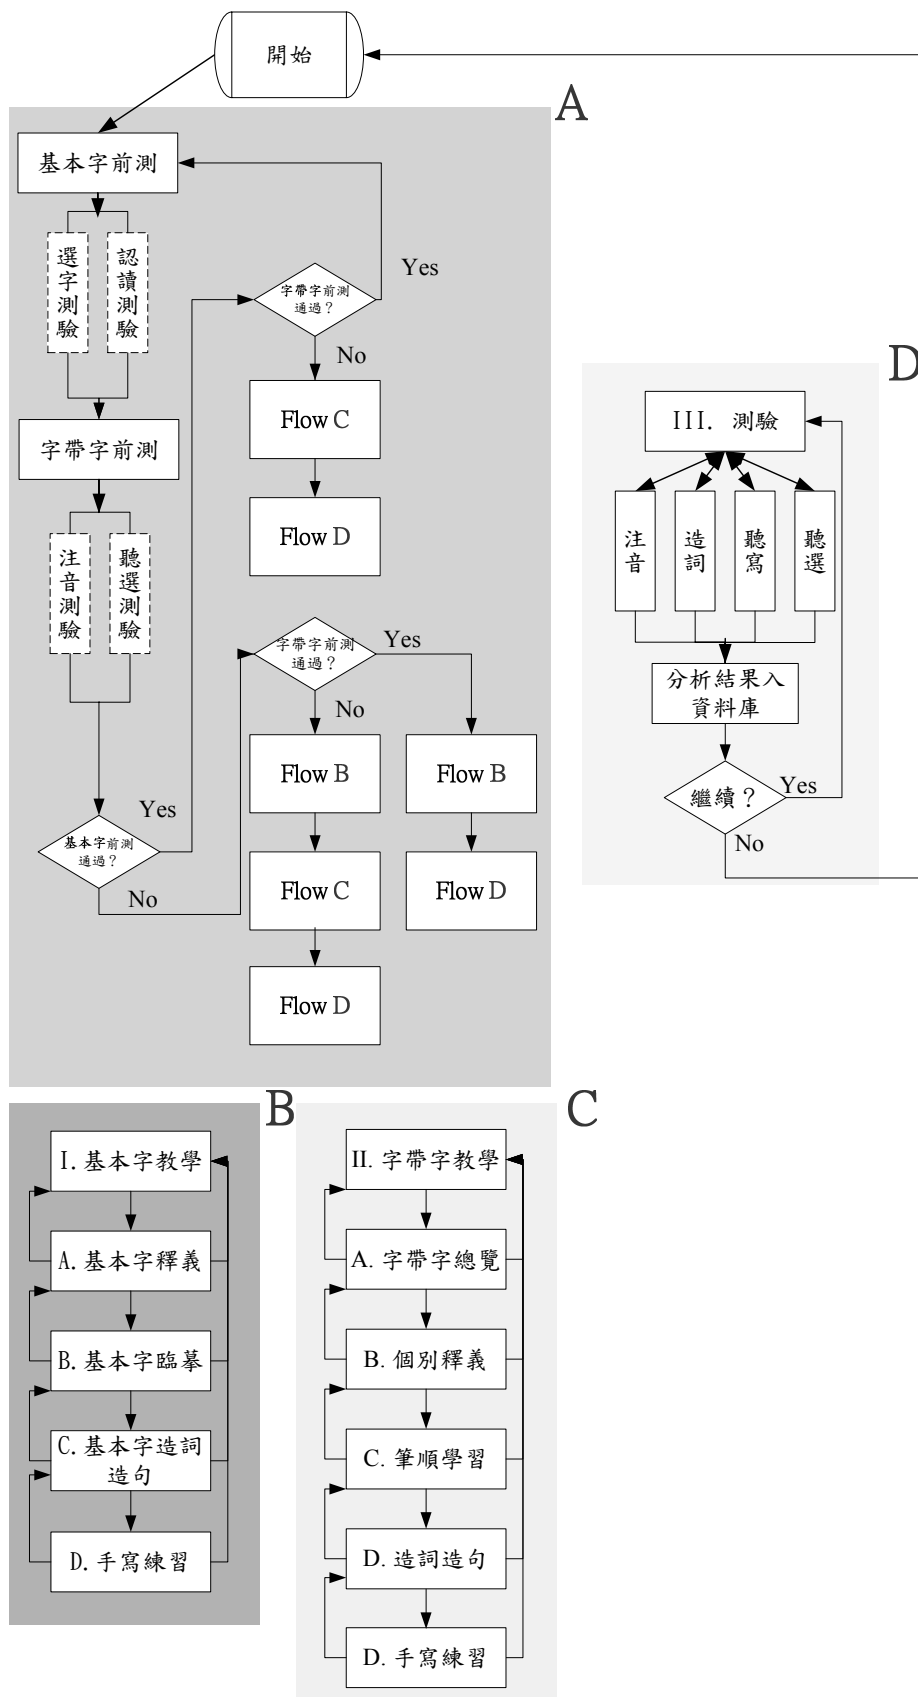 開始
A
基本字前測
選字測驗
認讀測驗
字帶字前測
通過？
Yes
No
Flow C
Flow D
字帶字前測
注音測驗
聽選測驗
字帶字前測
通過？
Yes
No
Flow B
Flow B
Yes
基本字前測
通過？
No
Flow C
Flow D
Flow D
D
III. 測驗
注音
造詞
聽寫
聽選
分析結果入
資料庫
繼續？
Yes
No
B
I. 基本字教學
A. 基本字釋義
B. 基本字臨摹
C. 基本字造詞
造句
D. 手寫練習
C
II. 字帶字教學
A. 字帶字總覽
B. 個別釋義
C. 筆順學習
D. 造詞造句
D. 手寫練習